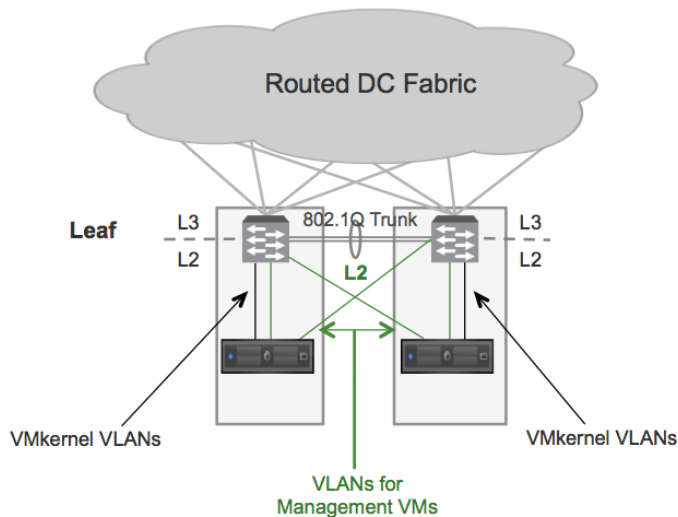 Routed DC Fabric
Leaf
L3
802.1Q Trunk
L3
L2
L2
L2
VMkernel VLANs
VMkernel VLANs
VLANs for
Management VMs